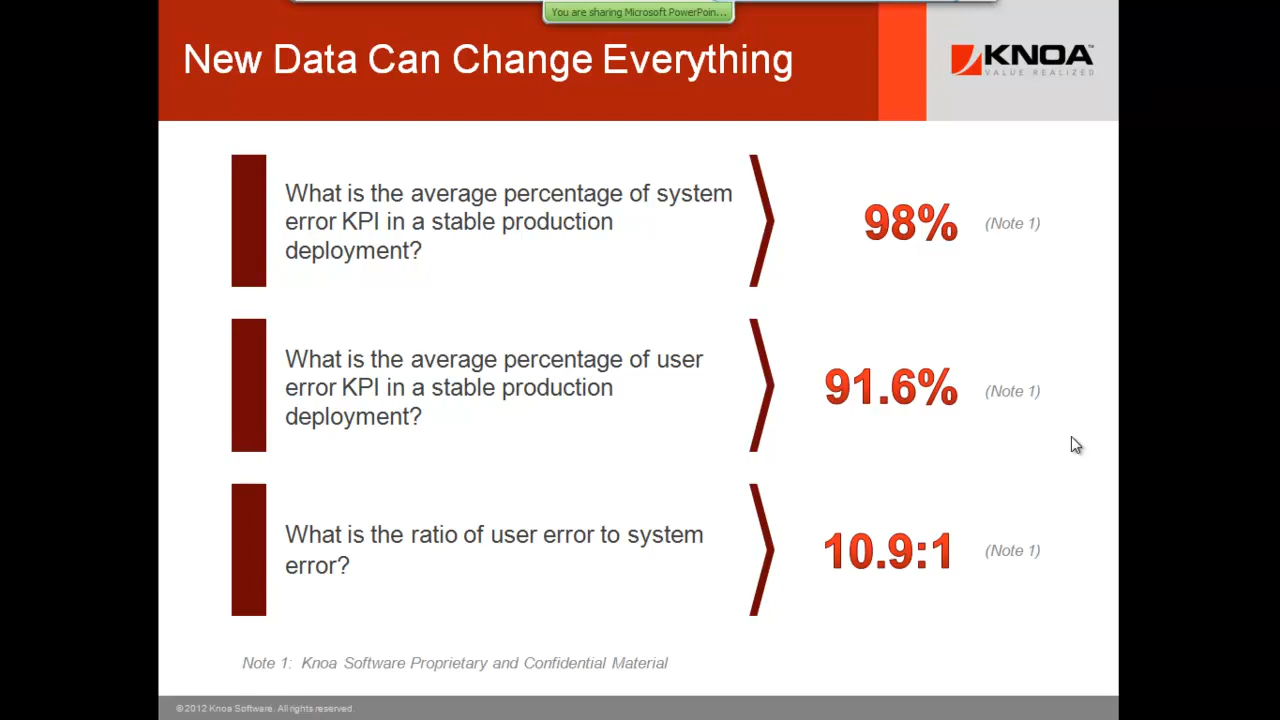 You are sharing Microsoft PowerPoin...
New Data Can Change Everything
KNOA™
VALUE REALIZED
What is the average percentage of system
error KPI in a stable production
deployment?
98%
(Note 1)
What is the average percentage of user
error KPI in a stable production
deployment?
91.6%
(Note 1)
What is the ratio of user error to system
error?
10.9:1
(Note 1)
Note 1: Knoa Software Proprietary and Confidential Material
© 2012 Knoa Software. All rights reserved.